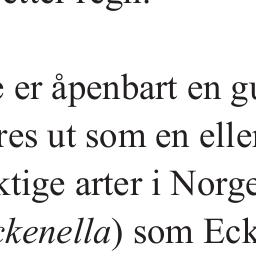 etter regn.
e er åpenbart en gu
res ut som en eller
ktige arter i Norge
ckenella) som Eck